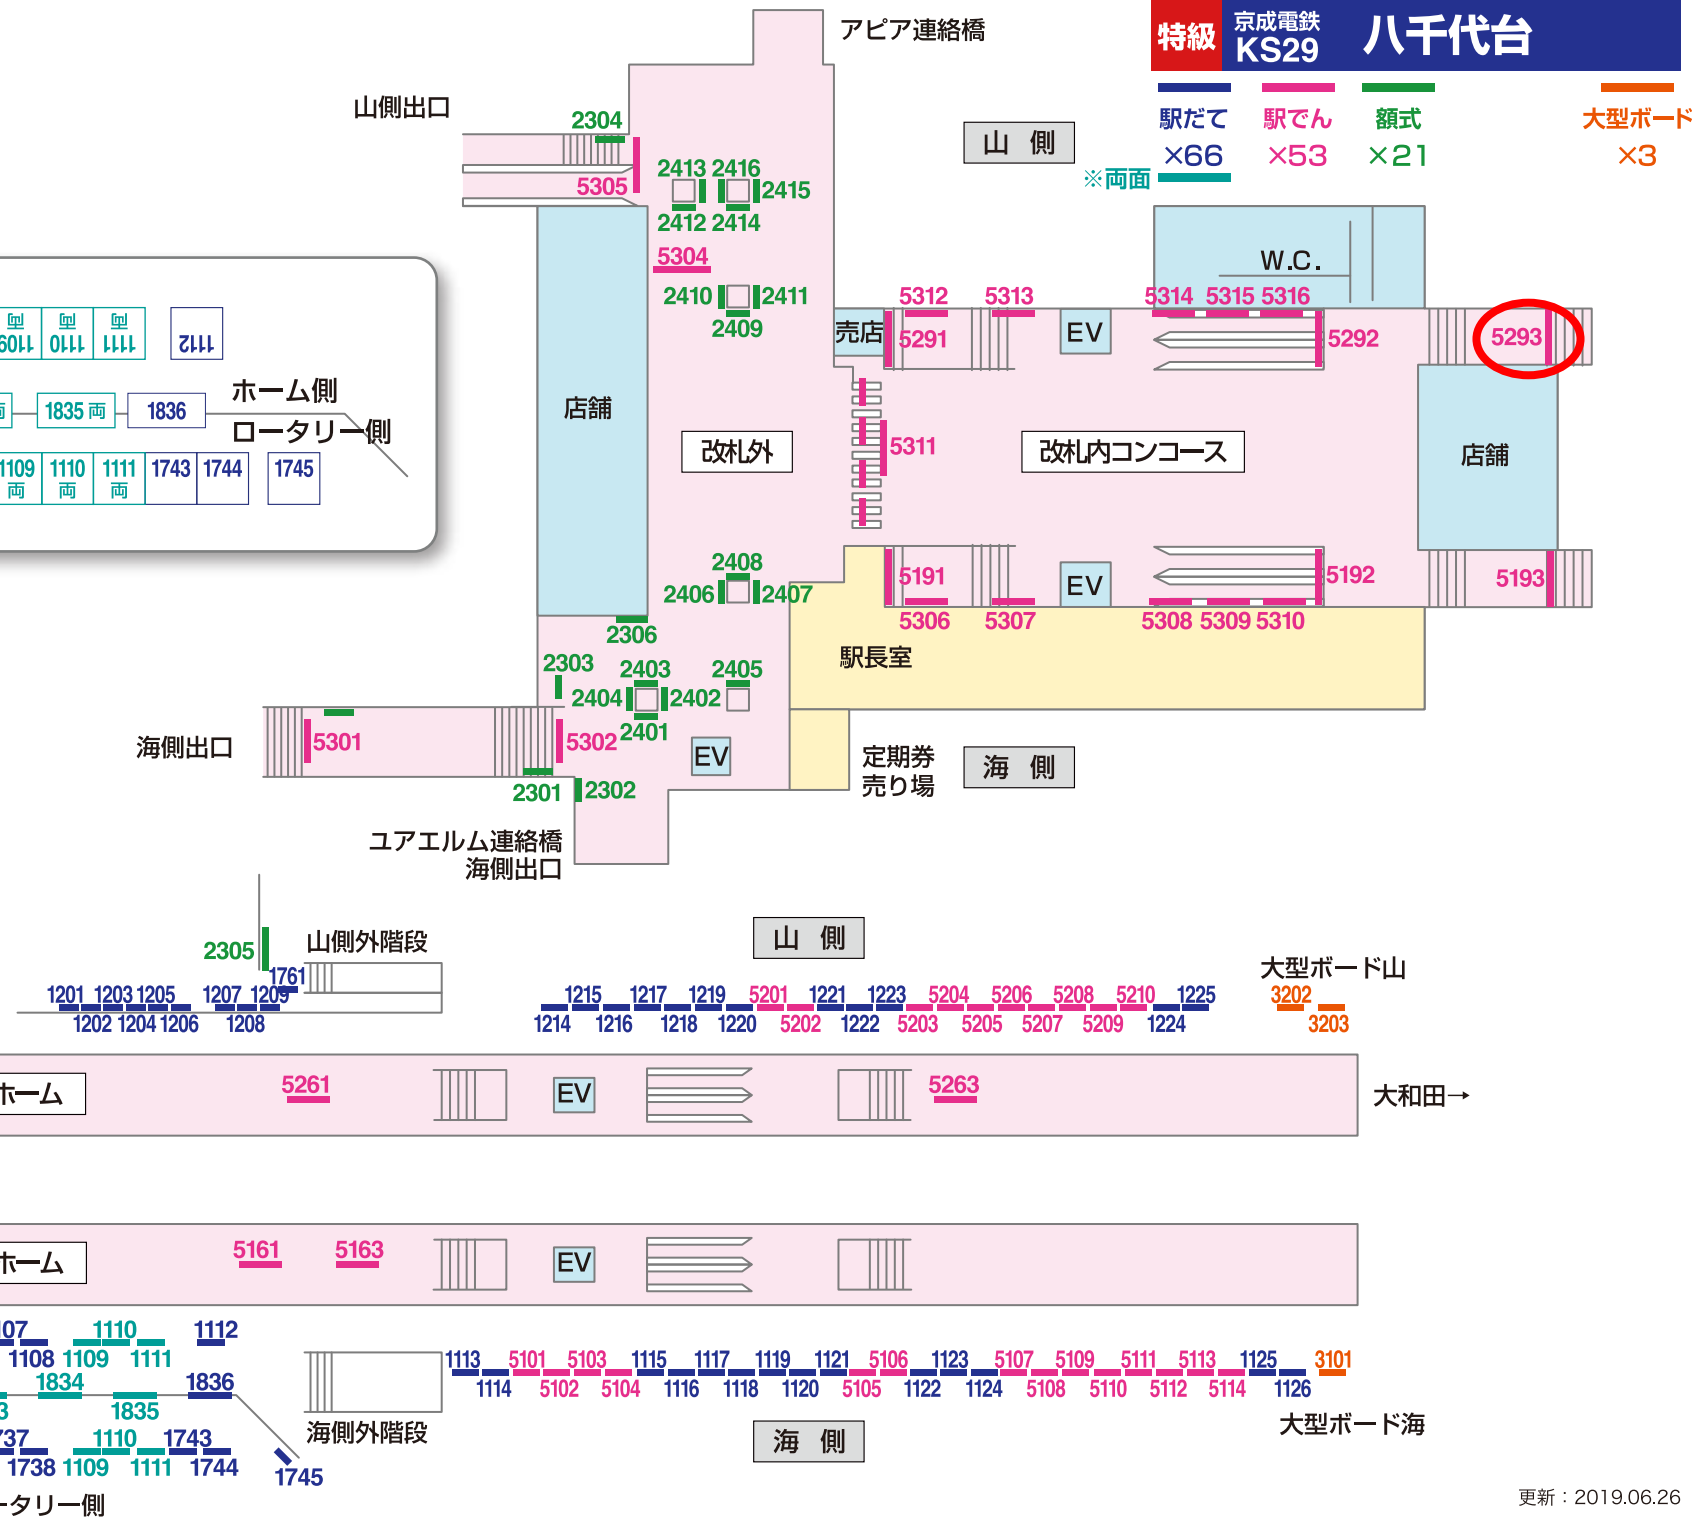 特級 京成電鉄 KS29 八千代台
駅だて 駅でん 額式 大型ボード
×66 ×53 ×21 ×3
※両面
アピア連絡橋
山側出口
山 側
2304
5305
2413 2416
2415
2412 2414
5304
2410 2411
2409
W.C.
5312 5313 5314 5315 5316
売店 5291 EV 5292 5293
1110 両 1111 両 1112
ホーム側
1835 両 1836
ロータリー側
1109 両 1110 両 1111 両 1743 1744 1745
店舗
改札外
5311
改札内コンコース
店舗
2408
2406 2407
5191 EV 5192 5193
5306 5307 5308 5309 5310
2306
駅長室
2303 2403 2405
2404 2402
2401
海側出口
5301 5302
EV
定期券
売り場
海 側
2301 2302
ユアエルム連絡橋
海側出口
2305
山側外階段
山 側
大型ボード山
1761
1201 1203 1205 1207 1209
1202 1204 1206 1208
1215 1217 1219 5201 1221 1223 5204 5206 5208 5210 1225 3202
1214 1216 1218 1220 5202 1222 5203 5205 5207 5209 1224 3203
ホーム 5261 EV 5263
大和田→
ホーム 5161 5163 EV
1110 1112
1108 1109 1111
1834 1836
1835
1110 1743
1738 1109 1111 1744
1745
海側外階段
1113 5101 5103 1115 1117 1119 1121 5106 1123 5107 5109 5111 5113 1125 3101
1114 5102 5104 1116 1118 1120 5105 1122 1124 5108 5110 5112 5114 1126
海 側
大型ボード海
ータリー側
更新：2019.06.26